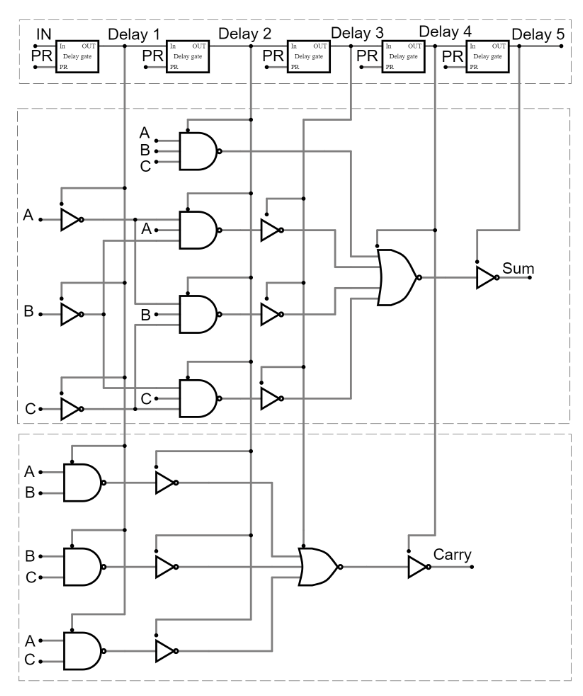 IN Delay 1 Delay 2 Delay 3 Delay 4 Delay 5
In OUT In OUT In OUT In OUT In OUT
PR Delay gate PR Delay gate PR Delay gate PR Delay gate PR Delay gate
PR PR PR PR PR
A
B
C
A
A
B
B
Sum
C
C
A
B
B
C
Carry
A
C